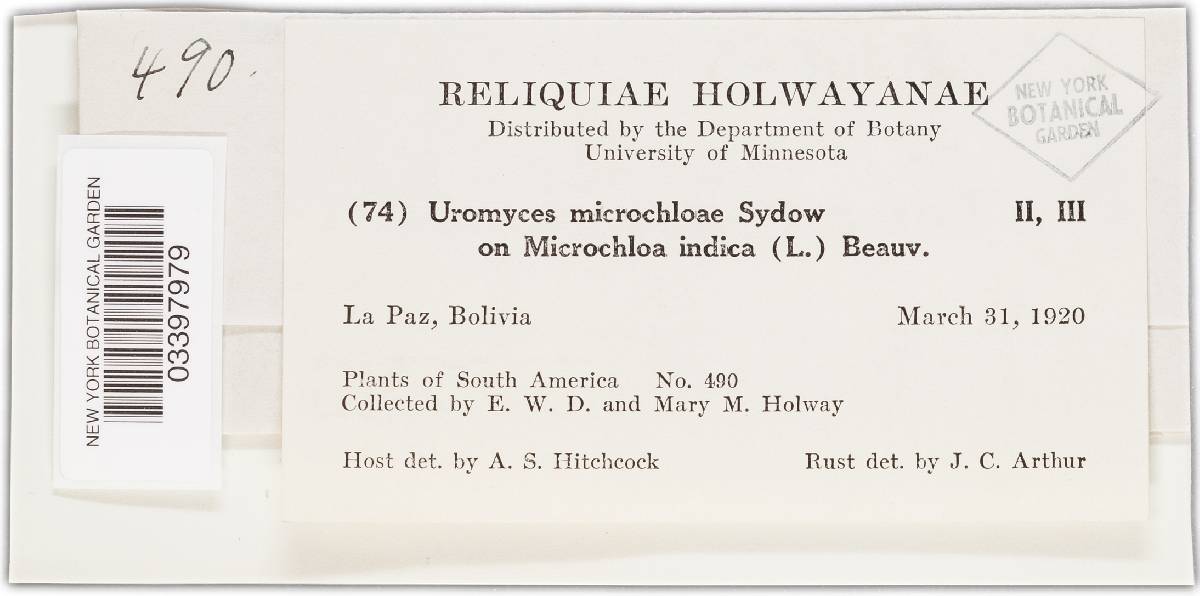 490.
NEW YORK BOTANICAL GARDEN
03397979
RELIQUIAE HOLWAYANAE
Distributed by the Department of Botany
University of Minnesota
NEW YORK
BOTANICAL
GARDEN
(74) Uromyces microchloae Sydow II, III
on Microchloa indica (L.) Beauv.
La Paz, Bolivia March 31, 1920
Plants of South America No. 490
Collected by E. W. D. and Mary M. Holway
Host det. by A. S. Hitchcock Rust det. by J. C. Arthur